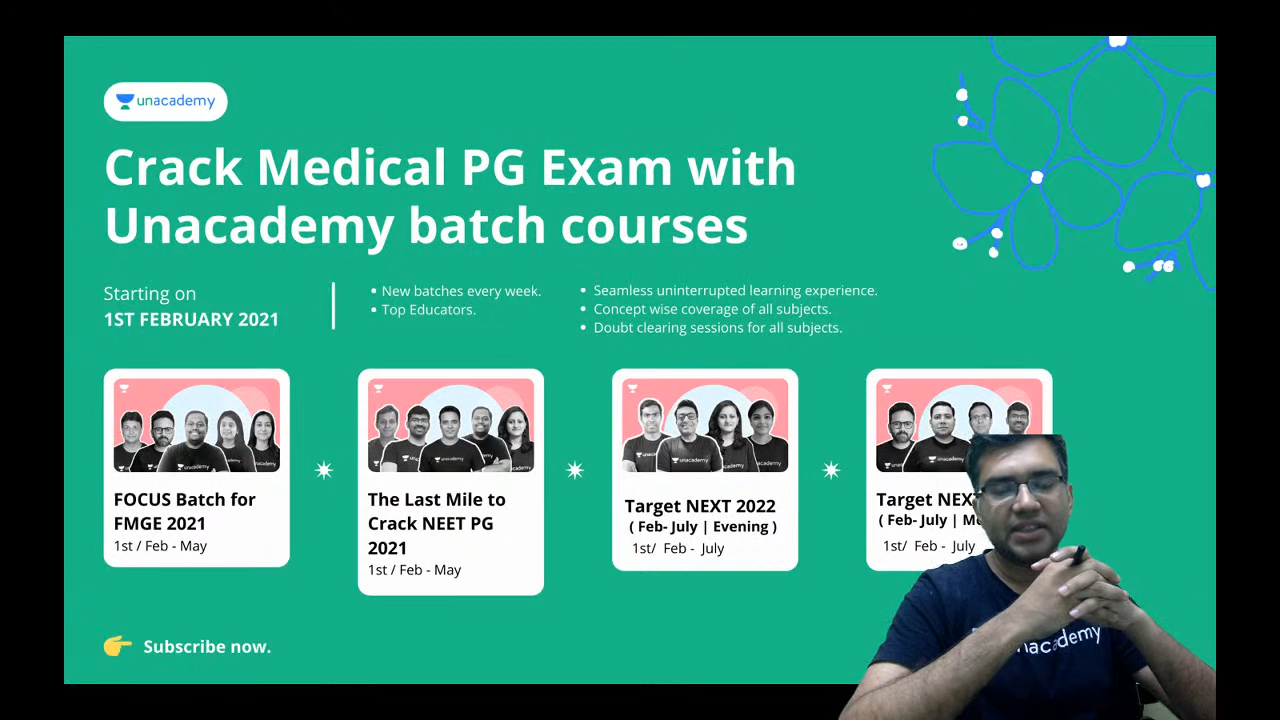 unacademy
Crack Medical PG Exam with
Unacademy batch courses
Starting on
1ST FEBRUARY 2021
• New batches every week.
• Top Educators.
• Seamless uninterrupted learning experience.
• Concept wise coverage of all subjects.
• Doubt clearing sessions for all subjects.
FOCUS Batch for
FMGE 2021
1st / Feb - May
The Last Mile to
Crack NEET PG
2021
1st / Feb - May
Target NEXT 2022
( Feb- July | Evening )
1st/ Feb - July
Target NEXT
( Feb- July |
1st/ Feb - July
Subscribe now.
unacademy